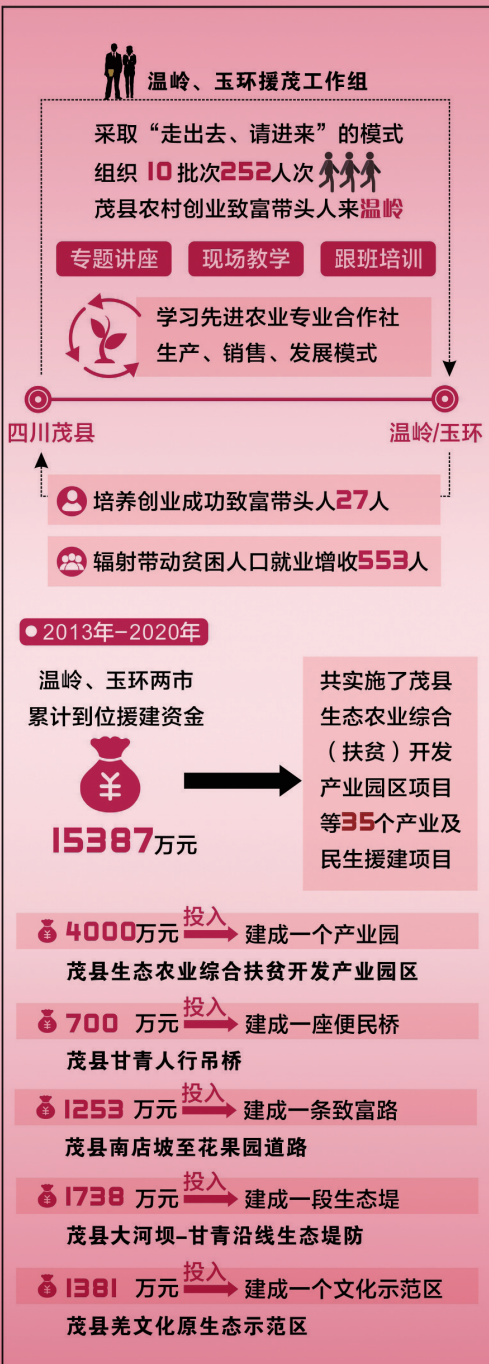 温岭、玉环援茂工作组
采取“走出去、请进来”的模式
组织 10 批次252人次
茂县农村创业致富带头人来温岭
专题讲座 现场教学 跟班培训
学习先进农业专业合作社
生产、销售、发展模式
四川茂县 温岭/玉环
培养创业成功致富带头人27人
辐射带动贫困人口就业增收553人
2013年-2020年
温岭、玉环两市
累计到位援建资金
¥
15387万元
共实施了茂县
生态农业综合
（扶贫）开发
产业园区项目
等35个产业及
民生援建项目
¥ 4000万元 投入 建成一个产业园
茂县生态农业综合扶贫开发产业园区
¥ 700 万元 投入 建成一座便民桥
茂县甘青人行吊桥
¥ 1253 万元 投入 建成一条致富路
茂县南店坡至花果园道路
¥ 1738 万元 投入 建成一段生态堤
茂县大河坝-甘青沿线生态堤防
¥ 1381 万元 投入 建成一个文化示范区
茂县羌文化原生态示范区